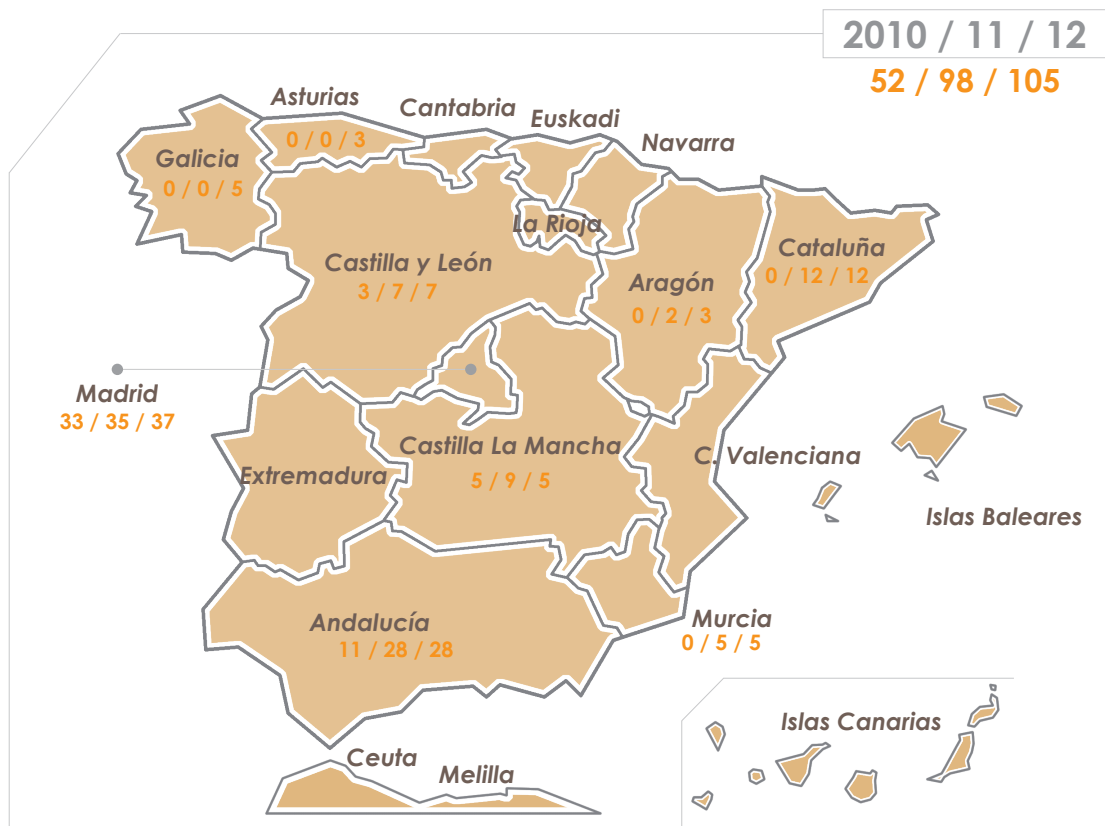 2010 / 11 / 12
52 / 98 / 105
Asturias
0 / 0 / 3
Cantabria
Euskadi
Navarra
Galicia
0 / 0 / 5
La Rioja
Castilla y León
3 / 7 / 7
Aragón
0 / 2 / 3
Cataluña
0 / 12 / 12
Madrid
33 / 35 / 37
Castilla La Mancha
5 / 9 / 5
C. Valenciana
Extremadura
Islas Baleares
Andalucía
11 / 28 / 28
Murcia
0 / 5 / 5
Islas Canarias
Ceuta
Melilla